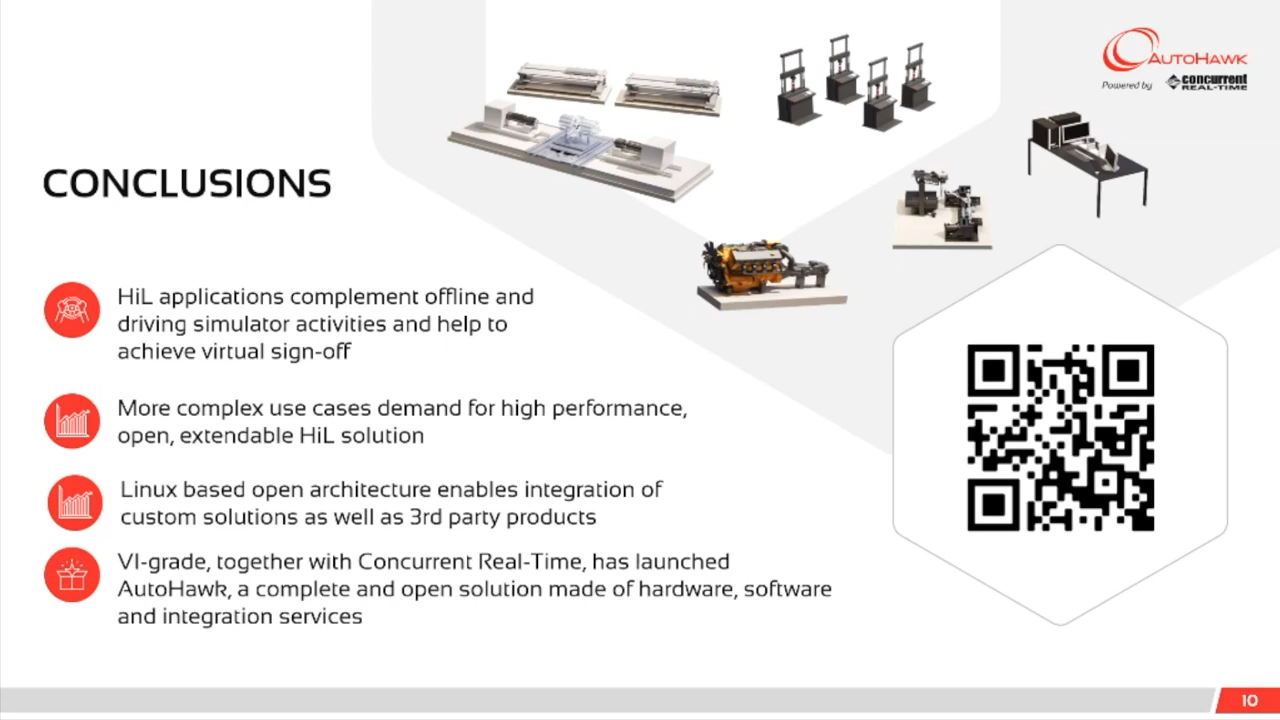 AUTOHAWK
Powered by concurrent
REAL-TIME
CONCLUSIONS
HiL applications complement offline and
driving simulator activities and help to
achieve virtual sign-off
More complex use cases demand for high performance,
open, extendable HiL solution
Linux based open architecture enables integration of
custom solutions as well as 3rd party products
VI-grade, together with Concurrent Real-Time, has launched
AutoHawk, a complete and open solution made of hardware, software
and integration services
10